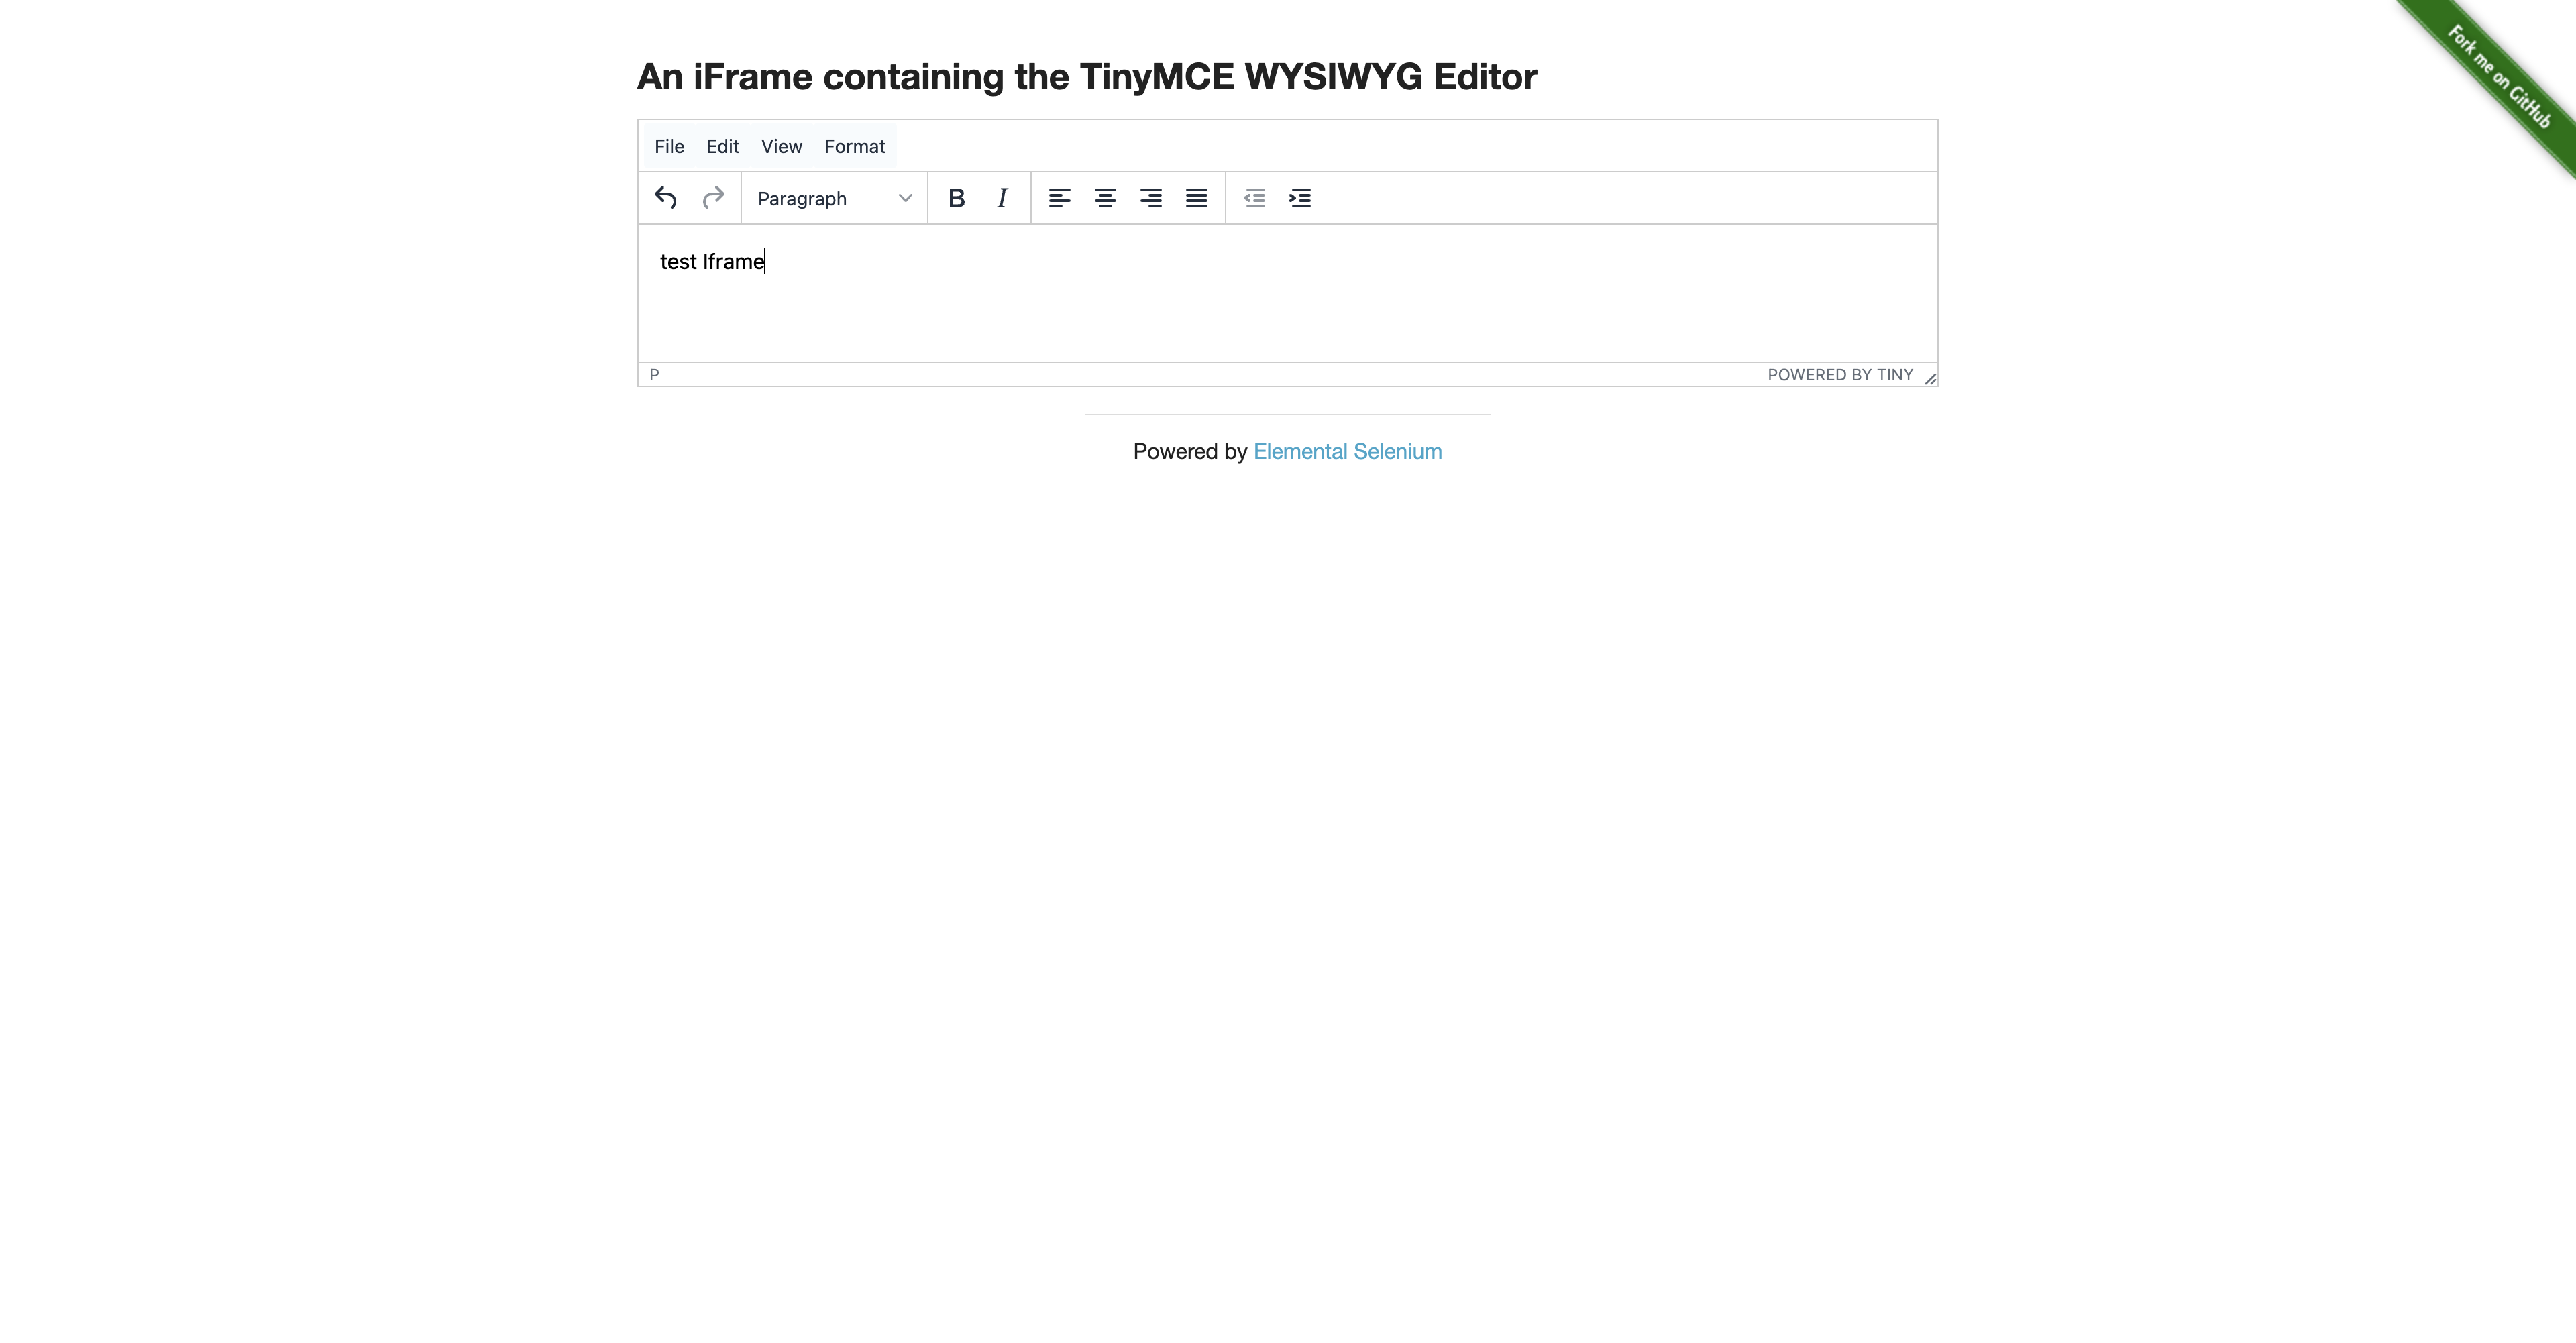 Fork me on GitHub
An iFrame containing the TinyMCE WYSIWYG Editor
File Edit View Format
Paragraph B I
test Iframe
P POWERED BY TINY
Powered by Elemental Selenium